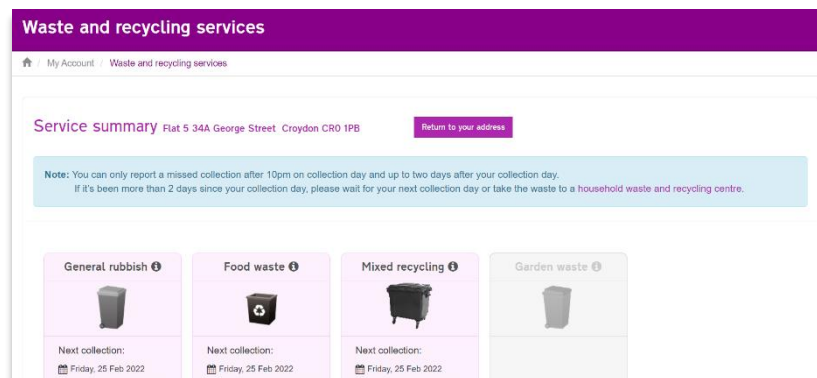 Waste and recycling services
/ My Account / Waste and recycling services
Service summary Flat 5 34A George Street Croydon CR0 1PB
Return to your address
Note: You can only report a missed collection after 10pm on collection day and up to two days after your collection day.
If it's been more than 2 days since your collection day, please wait for your next collection day or take the waste to a household waste and recycling centre.
General rubbish
Food waste
Mixed recycling
Garden waste
Next collection:
Next collection:
Next collection:
Friday, 25 Feb 2022
Friday, 25 Feb 2022
Friday, 25 Feb 2022